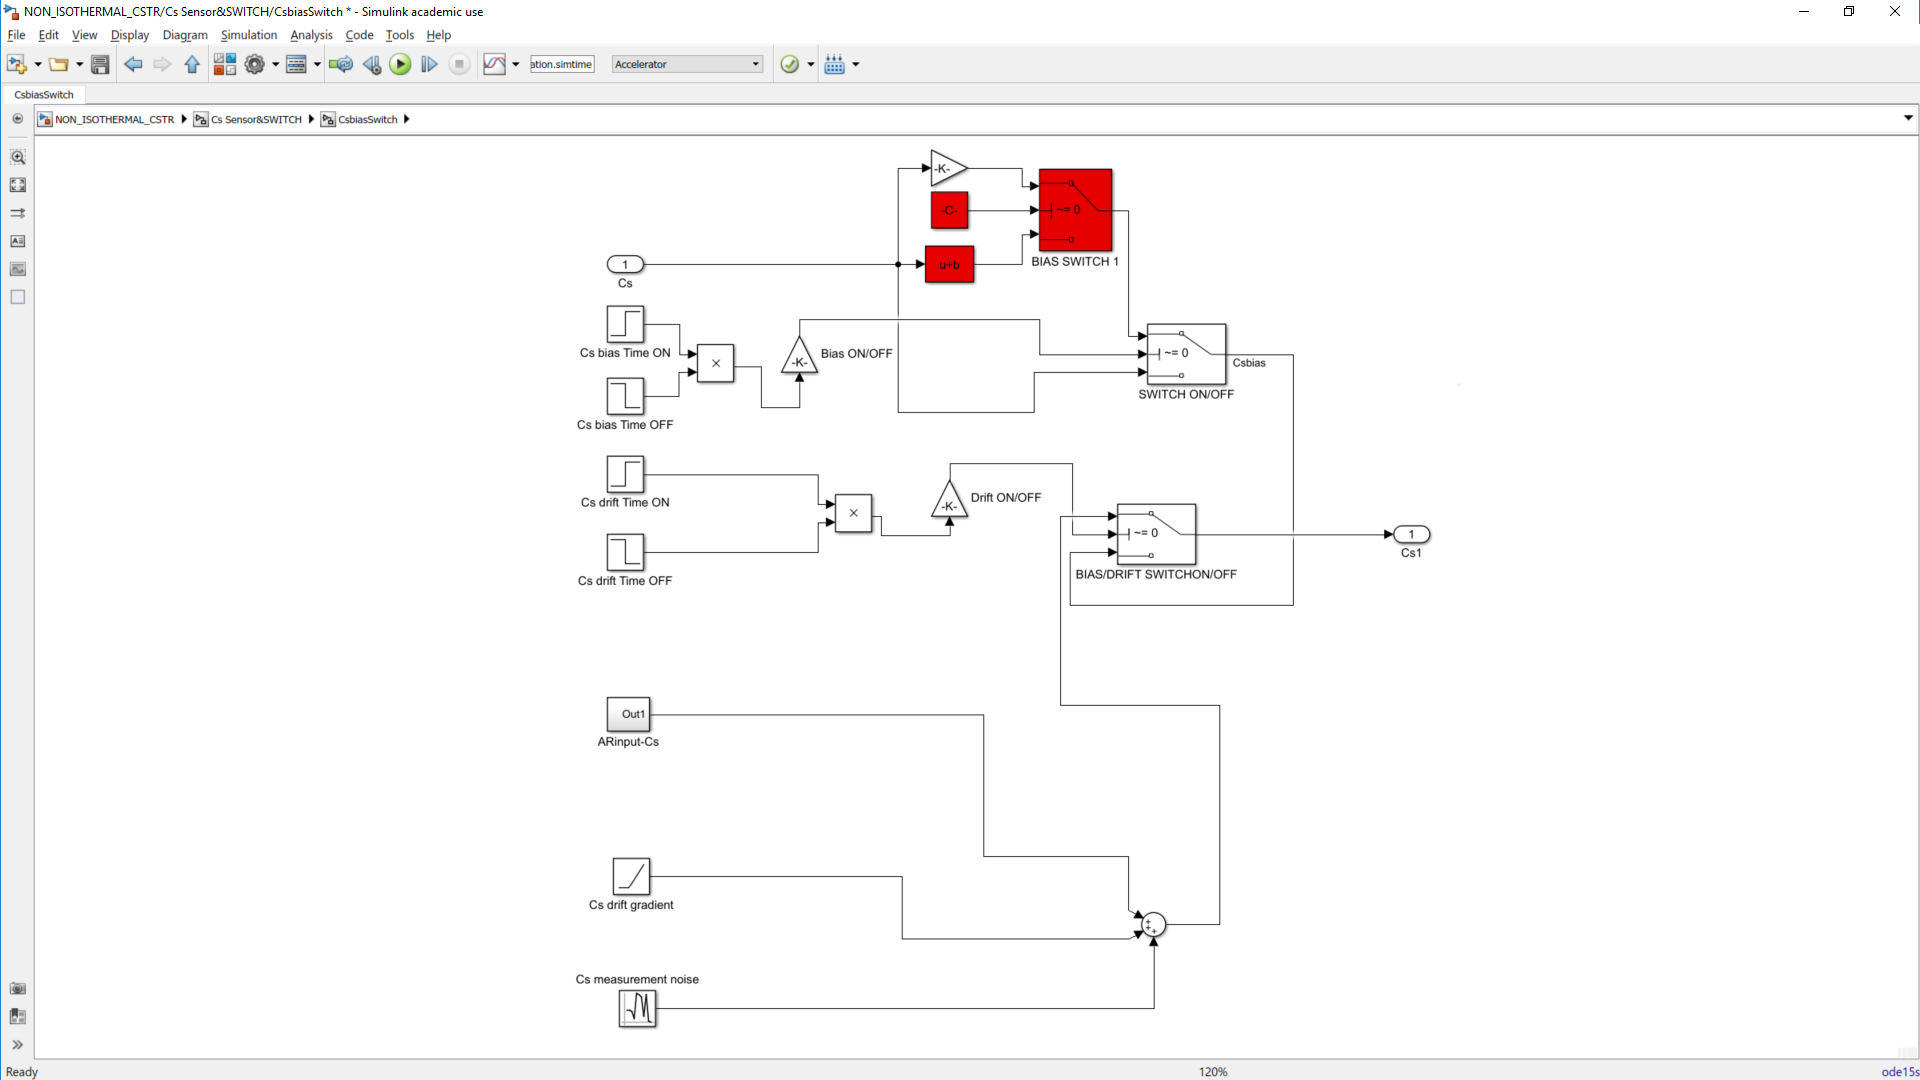 NON_ISOTHERMAL_CSTR/Cs Sensor&SWITCH/CsbiasSwitch * - Simulink academic use
File Edit View Display Diagram Simulation Analysis Code Tools Help
ation.simtime Accelerator
CsbiasSwitch
NON_ISOTHERMAL_CSTR Cs Sensor&SWITCH CsbiasSwitch
-K-
-C- ~= 0
1 u+b BIAS SWITCH 1
Cs
Cs bias Time ON × -K- Bias ON/OFF ~= 0 Csbias
SWITCH ON/OFF
Cs bias Time OFF
Cs drift Time ON × -K- Drift ON/OFF
~= 0 1
Cs1
Cs drift Time OFF BIAS/DRIFT SWITCHON/OFF
Out1
ARinput-Cs
Cs drift gradient
+
+
+
Cs measurement noise
Ready 120% ode15s